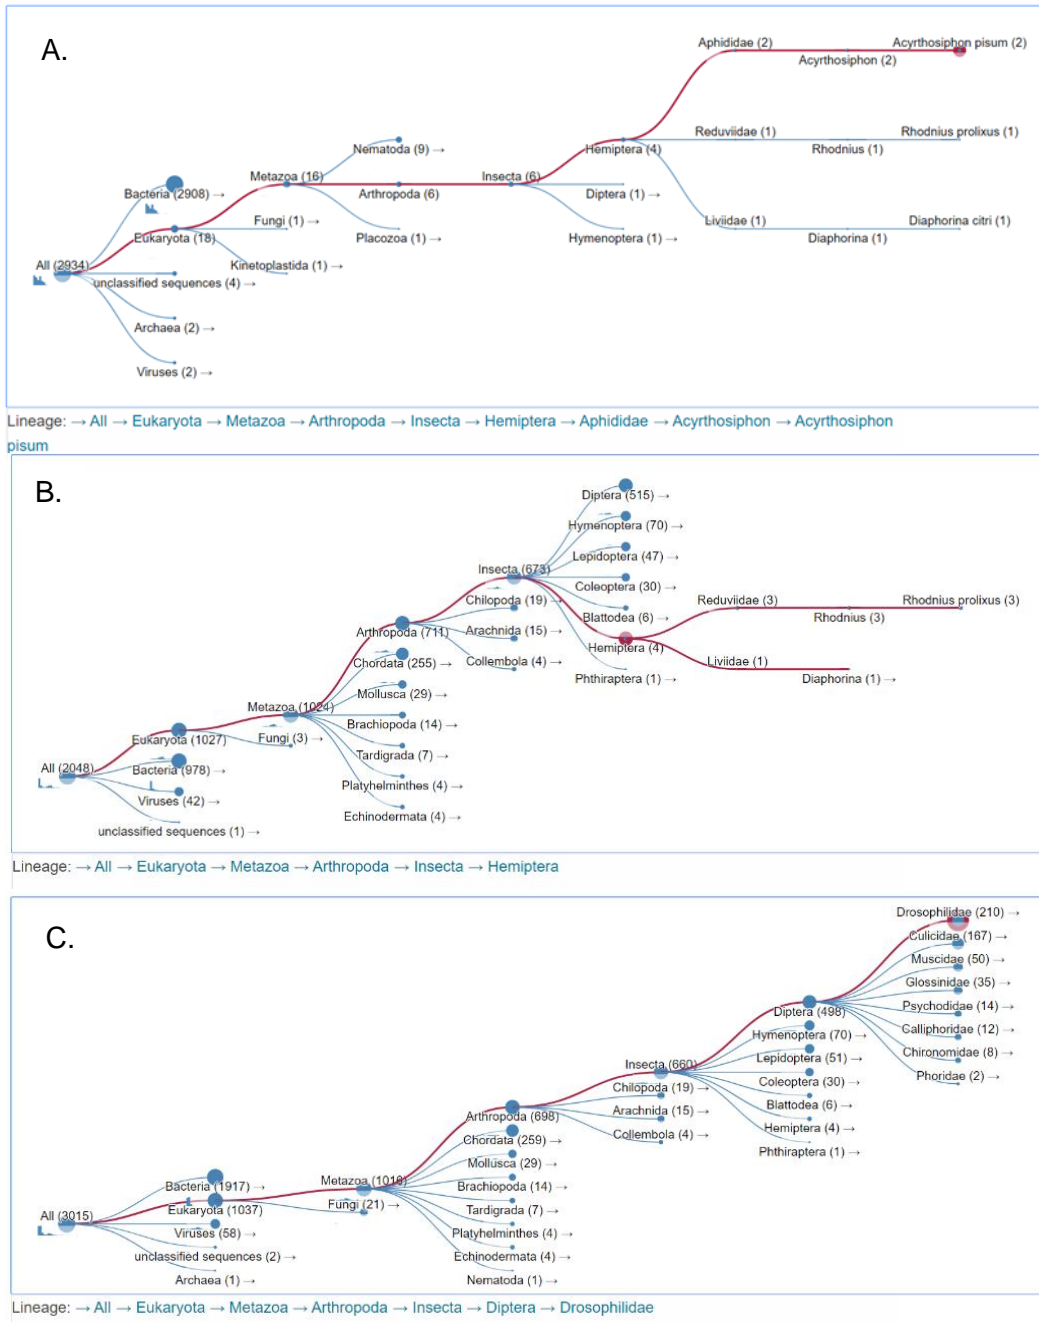 A.
Aphididae (2)
Acyrthosiphon (2)
Acyrthosiphon pisum (2)
Reduviidae (1)
Rhodnius (1)
Rhodnius prolixus (1)
Nematoda (9) →
Hemiptera (4)
Metazoa (16)
Arthropoda (6)
Insecta (6)
Diptera (1) →
Bacteria (2908) →
Fungi (1) →
Liviidae (1)
Diaphorina (1)
Diaphorina citri (1)
Eukaryota (18)
Placozoa (1) →
Hymenoptera (1) →
All (2934)
Kinetoplastida (1) →
unclassified sequences (4) →
Archaea (2) →
Viruses (2) →
Lineage: → All → Eukaryota → Metazoa → Arthropoda → Insecta → Hemiptera → Aphididae → Acyrthosiphon → Acyrthosiphon
pisum
B.
Diptera (515) →
Hymenoptera (70) →
Lepidoptera (47) →
Insecta (673)
Coleoptera (30) →
Chilopoda (19) →
Blattodea (6) →
Reduviidae (3)
Rhodnius (3)
Rhodnius prolixus (3)
Arthropoda (711)
Arachnida (15) →
Hemiptera (4)
Chordata (255) →
Collembola (4) →
Liviidae (1)
Diaphorina (1) →
Phthiraptera (1) →
Mollusca (29) →
Metazoa (1024)
Brachiopoda (14) →
Eukaryota (1027)
Fungi (3) →
Tardigrada (7) →
All (2048)
Bacteria (978) →
Platyhelminthes (4) →
Viruses (42) →
Echinodermata (4) →
unclassified sequences (1) →
Lineage: → All → Eukaryota → Metazoa → Arthropoda → Insecta → Hemiptera
C.
Drosophilidae (210) →
Culicidae (167) →
Muscidae (50) →
Glossinidae (35) →
Psychodidae (14) →
Diptera (498)
Calliphoridae (12) →
Hymenoptera (70) →
Chironomidae (8) →
Lepidoptera (51) →
Insecta (660)
Phoridae (2) →
Coleoptera (30) →
Chilopoda (19) →
Blattodea (6) →
Arachnida (15) →
Arthropoda (698)
Hemiptera (4) →
Collembola (4) →
Chordata (259) →
Phthiraptera (1) →
Mollusca (29) →
Metazoa (1016)
Bacteria (1917) →
Brachiopoda (14) →
Fungi (21) →
Eukaryota (1037)
Tardigrada (7) →
All (3015)
Viruses (58) →
Platyhelminthes (4) →
unclassified sequences (2) →
Echinodermata (4) →
Archaea (1) →
Nematoda (1) →
Lineage: → All → Eukaryota → Metazoa → Arthropoda → Insecta → Diptera → Drosophilidae